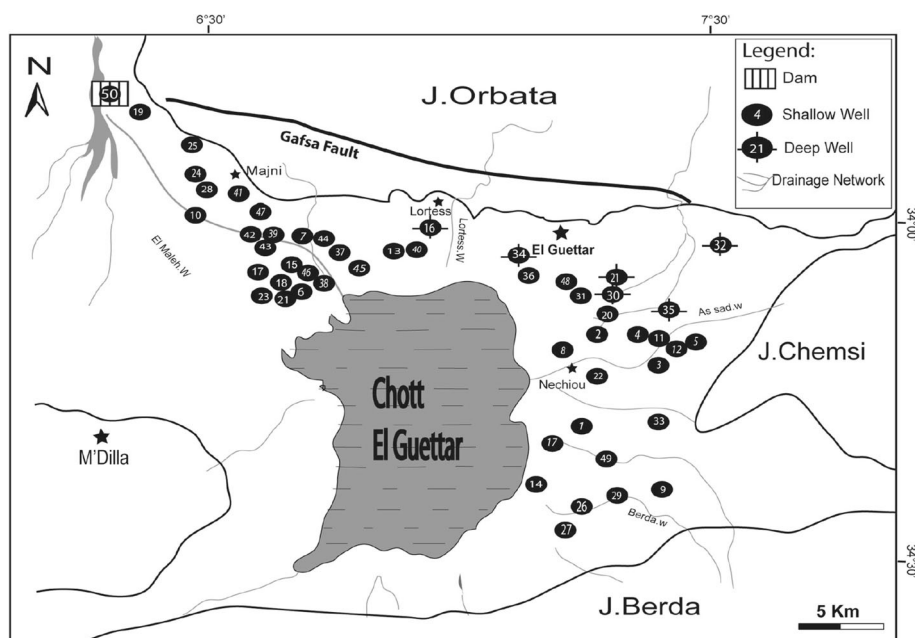 6°30'
7°30'
N
Legend:
Dam
4 Shallow Well
21 Deep Well
Drainage Network
J.Orbata
Gafsa Fault
50
19
25
24
Majni
28
41
10
47
Lortess
42
39
7
44
16
34°00
43
37
13
40
Lortess.W
El Guettar
32
El Maleh.W
17
15
46
45
34
18
38
36
48
21
23
21
6
31
30
20
35
As sad.w
2
4
11
5
12
8
3
J.Chemsi
Nechiou
22
Chott
El Guettar
M'Dilla
1
33
17
49
14
9
29
26
Berda.w
27
34°30
J.Berda
5 Km